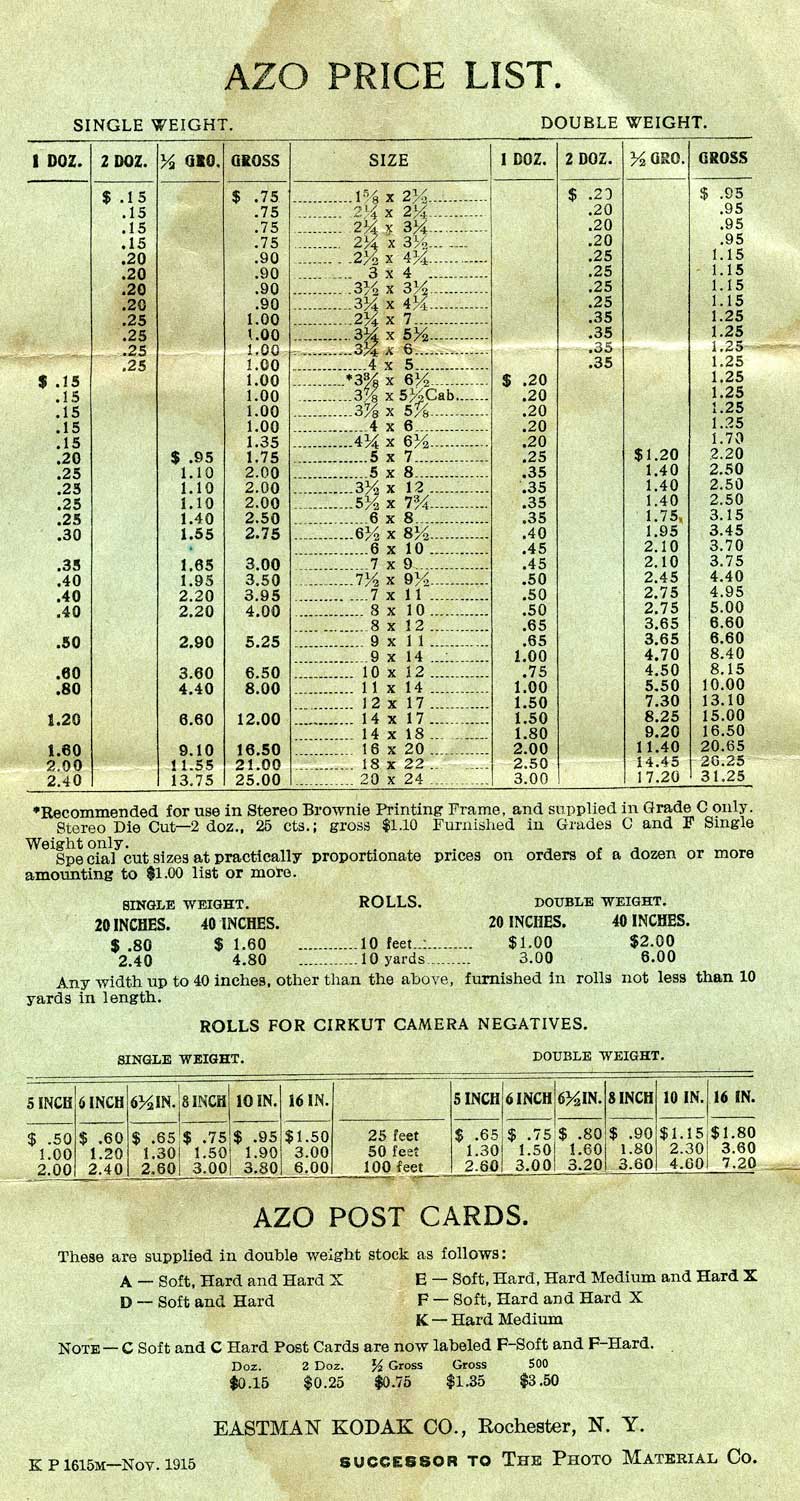 AZO PRICE LIST.
SINGLE WEIGHT. DOUBLE WEIGHT.
1 DOZ. 2 DOZ. ½ GRO. GROSS SIZE 1 DOZ. 2 DOZ. ½ GRO. GROSS
$ .15 $ .75 1⅝ x 2½ $ .20 $ .95
.15 .75 2¼ x 2¼ .20 .95
.15 .75 2¼ x 3¼ .20 .95
.15 .75 2¼ x 3½ .20 .95
.20 .90 2½ x 4¼ .25 1.15
.20 .90 3 x 4 .25 1.15
.20 .90 3½ x 3½ .25 1.15
.20 .90 3¼ x 4¼ .25 1.15
.25 1.00 2¼ x 7 .35 1.25
.25 1.00 3¼ x 5½ .35 1.25
.25 1.00 3¼ x 6 .35 1.25
.25 1.00 4 x 5 .35 1.25
$ .15 1.00 *3⅜ x 6½ $ .20 1.25
.15 1.00 3⅞ x 5½ Cab. .20 1.25
.15 1.00 3⅞ x 5⅞ .20 1.25
.15 1.00 4 x 6 .20 1.25
.15 1.35 4¼ x 6½ .20 1.70
.20 $ .95 1.75 5 x 7 .25 $1.20 2.20
.25 1.10 2.00 5 x 8 .35 1.40 2.50
.25 1.10 2.00 3½ x 12 .35 1.40 2.50
.25 1.10 2.00 5½ x 7¾ .35 1.40 2.50
.25 1.40 2.50 6 x 8 .35 1.75 3.15
.30 1.55 2.75 6½ x 8½ .40 1.95 3.45
6 x 10 .45 2.10 3.70
.35 1.65 3.00 7 x 9 .45 2.10 3.75
.40 1.95 3.50 7½ x 9½ .50 2.45 4.40
.40 2.20 3.95 7 x 11 .50 2.75 4.95
.40 2.20 4.00 8 x 10 .50 2.75 5.00
8 x 12 .65 3.65 6.60
.50 2.90 5.25 9 x 11 .65 3.65 6.60
9 x 14 1.00 4.70 8.40
.60 3.60 6.50 10 x 12 .75 4.50 8.15
.80 4.40 8.00 11 x 14 1.00 5.50 10.00
12 x 17 1.50 7.30 13.10
1.20 6.60 12.00 14 x 17 1.50 8.25 15.00
14 x 18 1.80 9.20 16.50
1.60 9.10 16.50 16 x 20 2.00 11.40 20.65
2.00 11.55 21.00 18 x 22 2.50 14.45 26.25
2.40 13.75 25.00 20 x 24 3.00 17.20 31.25
*Recommended for use in Stereo Brownie Printing Frame, and supplied in Grade C only.
Stereo Die Cut—2 doz., 25 cts.; gross $1.10 Furnished in Grades C and F Single
Weight only.
Special cut sizes at practically proportionate prices on orders of a dozen or more
amounting to $1.00 list or more.
SINGLE WEIGHT. ROLLS. DOUBLE WEIGHT.
20 INCHES. 40 INCHES. 20 INCHES. 40 INCHES.
$ .80 $ 1.60 10 feet $1.00 $2.00
2.40 4.80 10 yards 3.00 6.00
Any width up to 40 inches, other than the above, furnished in rolls not less than 10
yards in length.
ROLLS FOR CIRKUT CAMERA NEGATIVES.
SINGLE WEIGHT. DOUBLE WEIGHT.
5 INCH 6 INCH 6½ IN. 8 INCH 10 IN. 16 IN. 5 INCH 6 INCH 6½ IN. 8 INCH 10 IN. 16 IN.
$ .50 $ .60 $ .65 $ .75 $ .95 $1.50 25 feet $ .65 $ .75 $ .80 $ .90 $1.15 $1.80
1.00 1.20 1.30 1.50 1.90 3.00 50 feet 1.30 1.50 1.60 1.80 2.30 3.60
2.00 2.40 2.60 3.00 3.80 6.00 100 feet 2.60 3.00 3.20 3.60 4.60 7.20
AZO POST CARDS.
These are supplied in double weight stock as follows:
A — Soft, Hard and Hard X E — Soft, Hard, Hard Medium and Hard X
D — Soft and Hard F — Soft, Hard and Hard X
K — Hard Medium
NOTE — C Soft and C Hard Post Cards are now labeled F-Soft and F-Hard.
Doz. 2 Doz. ½ Gross Gross 500
$0.15 $0.25 $0.75 $1.35 $3.50
EASTMAN KODAK CO., Rochester, N. Y.
K P 1615M—NOV. 1915 SUCCESSOR TO THE PHOTO MATERIAL CO.